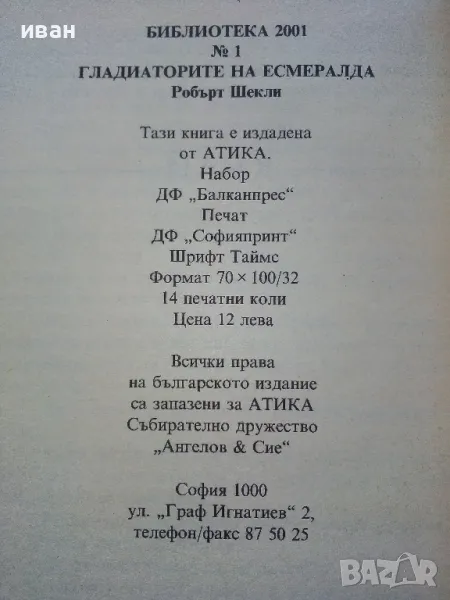 иван
БИБЛИОТЕКА 2001
№ 1
ГЛАДИАТОРИТЕ НА ЕСМЕРАЛДА
Робърт Шекли
Тази книга е издадена
от АТИКА.
Набор
ДФ „Балканпрес“
Печат
ДФ „Софияпринт“
Шрифт Таймс
Формат 70 × 100/32
14 печатни коли
Цена 12 лева
Всички права
на българското издание
са запазени за АТИКА
Събирателно дружество
„Ангелов & Сие“
София 1000
ул. „Граф Игнатиев“ 2,
телефон/факс 87 50 25
BAZAR